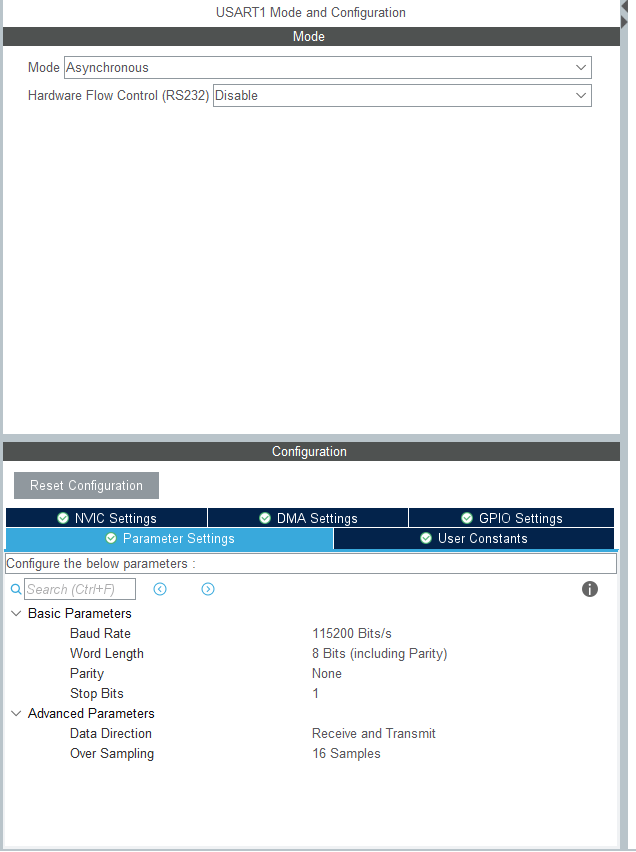 USART1 Mode and Configuration
Mode
Mode Asynchronous
Hardware Flow Control (RS232) Disable
Configuration
Reset Configuration
NVIC Settings DMA Settings GPIO Settings
Parameter Settings User Constants
Configure the below parameters :
Search (Ctrl+F)
Basic Parameters
Baud Rate 115200 Bits/s
Word Length 8 Bits (including Parity)
Parity None
Stop Bits 1
Advanced Parameters
Data Direction Receive and Transmit
Over Sampling 16 Samples